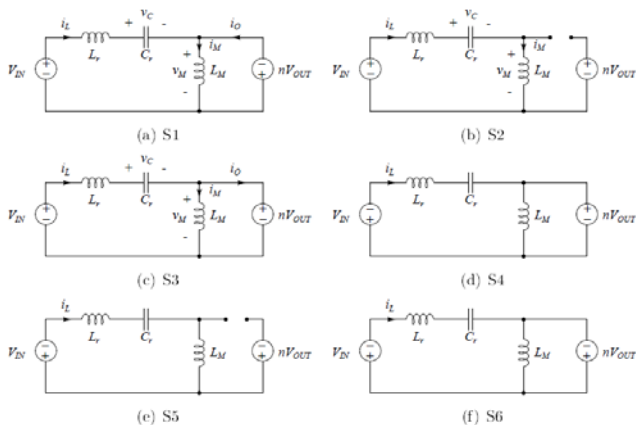 i_L + v_C - i_O
L_r C_r i_M
V_IN + - + v_M - L_M - + nV_OUT
(a) S1
i_L + v_C - i_M
L_r C_r
V_IN + - + v_M - L_M - + nV_OUT
(b) S2
i_L + v_C - i_O
L_r C_r i_M
V_IN + - + v_M - L_M + - nV_OUT
(c) S3
i_L
L_r C_r
V_IN - + L_M + - nV_OUT
(d) S4
i_L
L_r C_r
V_IN - + L_M - + nV_OUT
(e) S5
i_L
L_r C_r
V_IN - + L_M - + nV_OUT
(f) S6